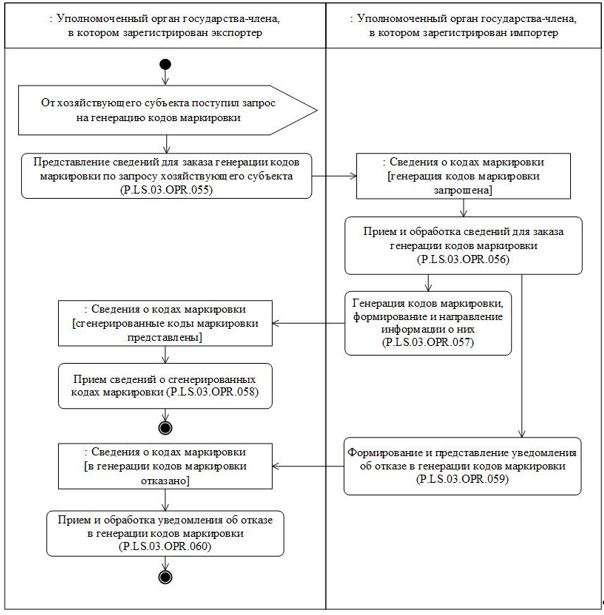 : Уполномоченный орган государства-члена,
в котором зарегистрирован экспортер
: Уполномоченный орган государства-члена,
в котором зарегистрирован импортер
От хозяйствующего субъекта поступил запрос
на генерацию кодов маркировки
Представление сведений для заказа генерации кодов
маркировки по запросу хозяйствующего субъекта
(P.LS.03.OPR.055)
: Сведения о кодах маркировки
[генерация кодов маркировки
запрошена]
Прием и обработка сведений для заказа
генерации кодов маркировки
(P.LS.03.OPR.056)
Генерация кодов маркировки,
формирование и направление
информации о них
(P.LS.03.OPR.057)
: Сведения о кодах маркировки
[сгенерированные коды маркировки
представлены]
Прием сведений о сгенерированных
кодах маркировки (P.LS.03.OPR.058)
Формирование и представление уведомления
об отказе в генерации кодов маркировки
(P.LS.03.OPR.059)
: Сведения о кодах маркировки
[в генерации кодов маркировки
отказано]
Прием и обработка уведомления об отказе
в генерации кодов маркировки
(P.LS.03.OPR.060)